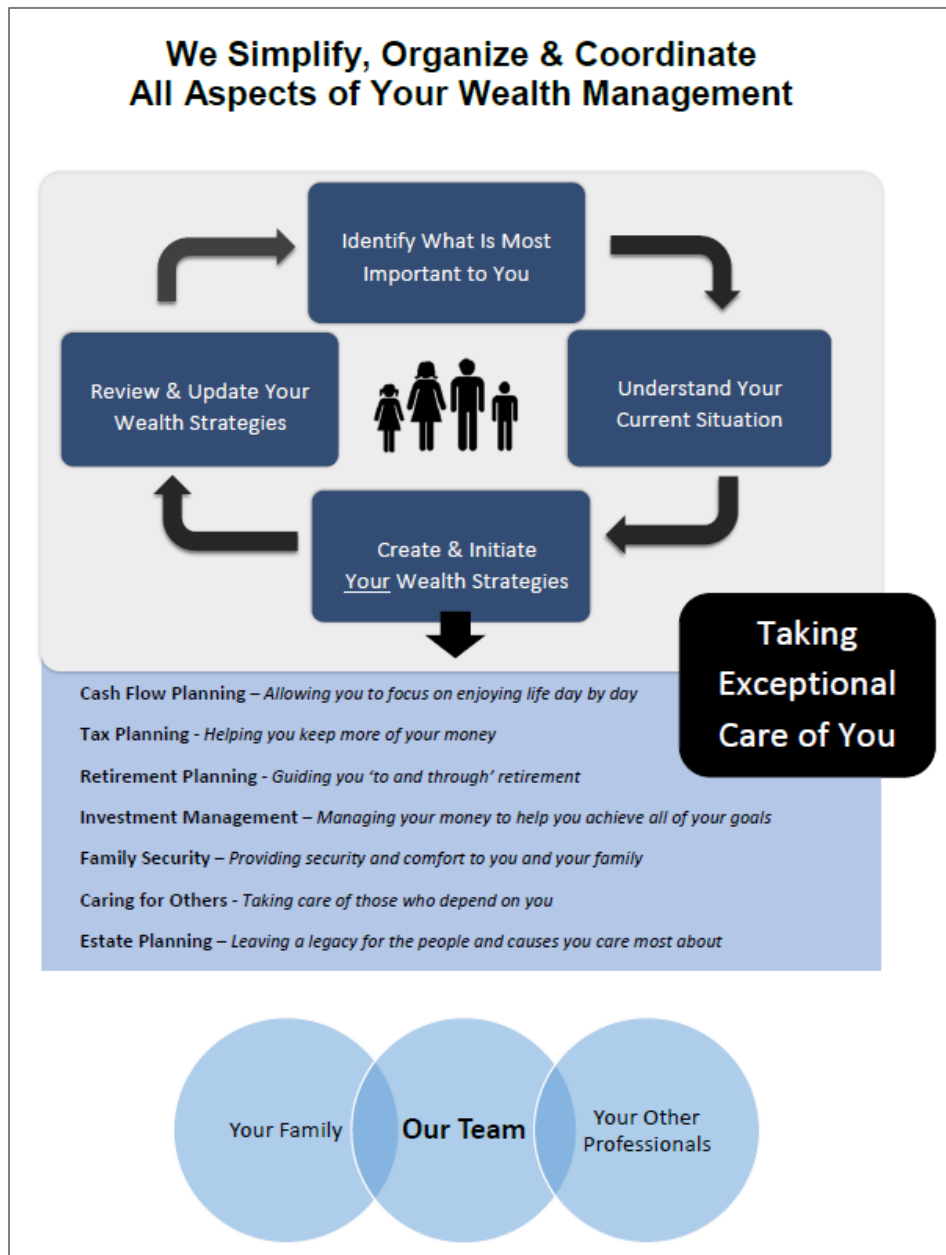 We Simplify, Organize & Coordinate
All Aspects of Your Wealth Management
Identify What Is Most
Important to You
Review & Update Your
Wealth Strategies
Understand Your
Current Situation
Create & Initiate
Your Wealth Strategies
Taking
Exceptional
Care of You
Cash Flow Planning – Allowing you to focus on enjoying life day by day
Tax Planning - Helping you keep more of your money
Retirement Planning - Guiding you ‘to and through’ retirement
Investment Management – Managing your money to help you achieve all of your goals
Family Security – Providing security and comfort to you and your family
Caring for Others - Taking care of those who depend on you
Estate Planning – Leaving a legacy for the people and causes you care most about
Your Family
Our Team
Your Other
Professionals